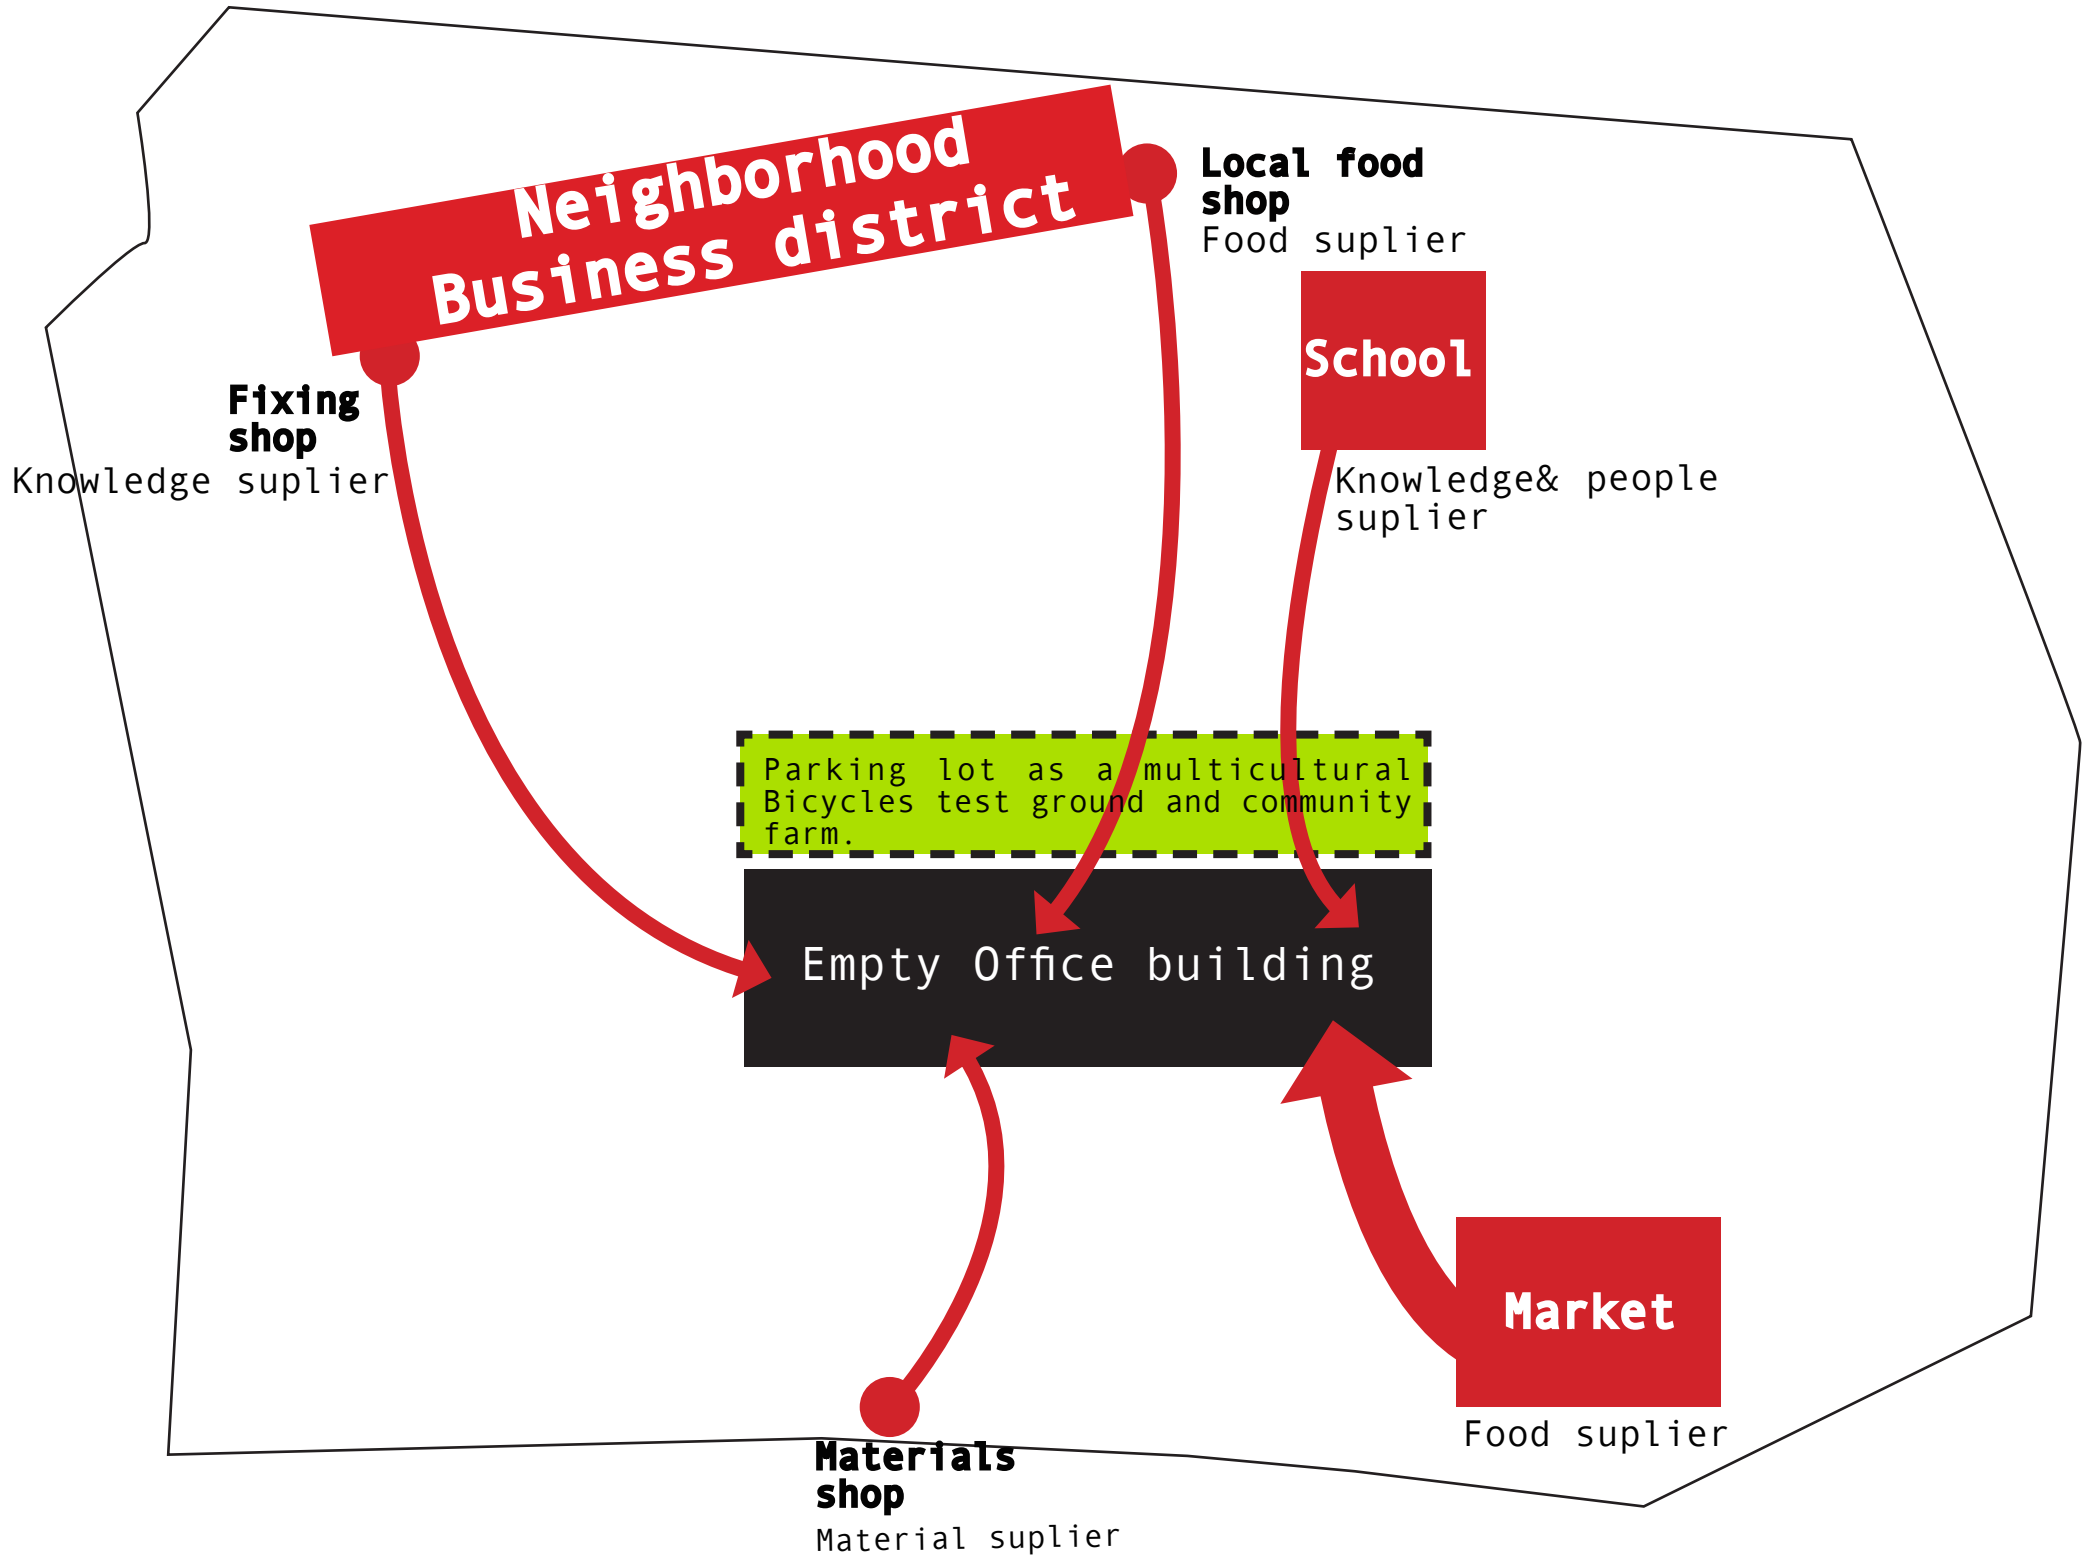 Neighborhood
Business district
Local food
shop
Food suplier
School
Knowledge& people
suplier
Fixing
shop
Knowledge suplier
Parking lot as a multicultural
Bicycles test ground and community
farm.
Empty Office building
Market
Food suplier
Materials
shop
Material suplier